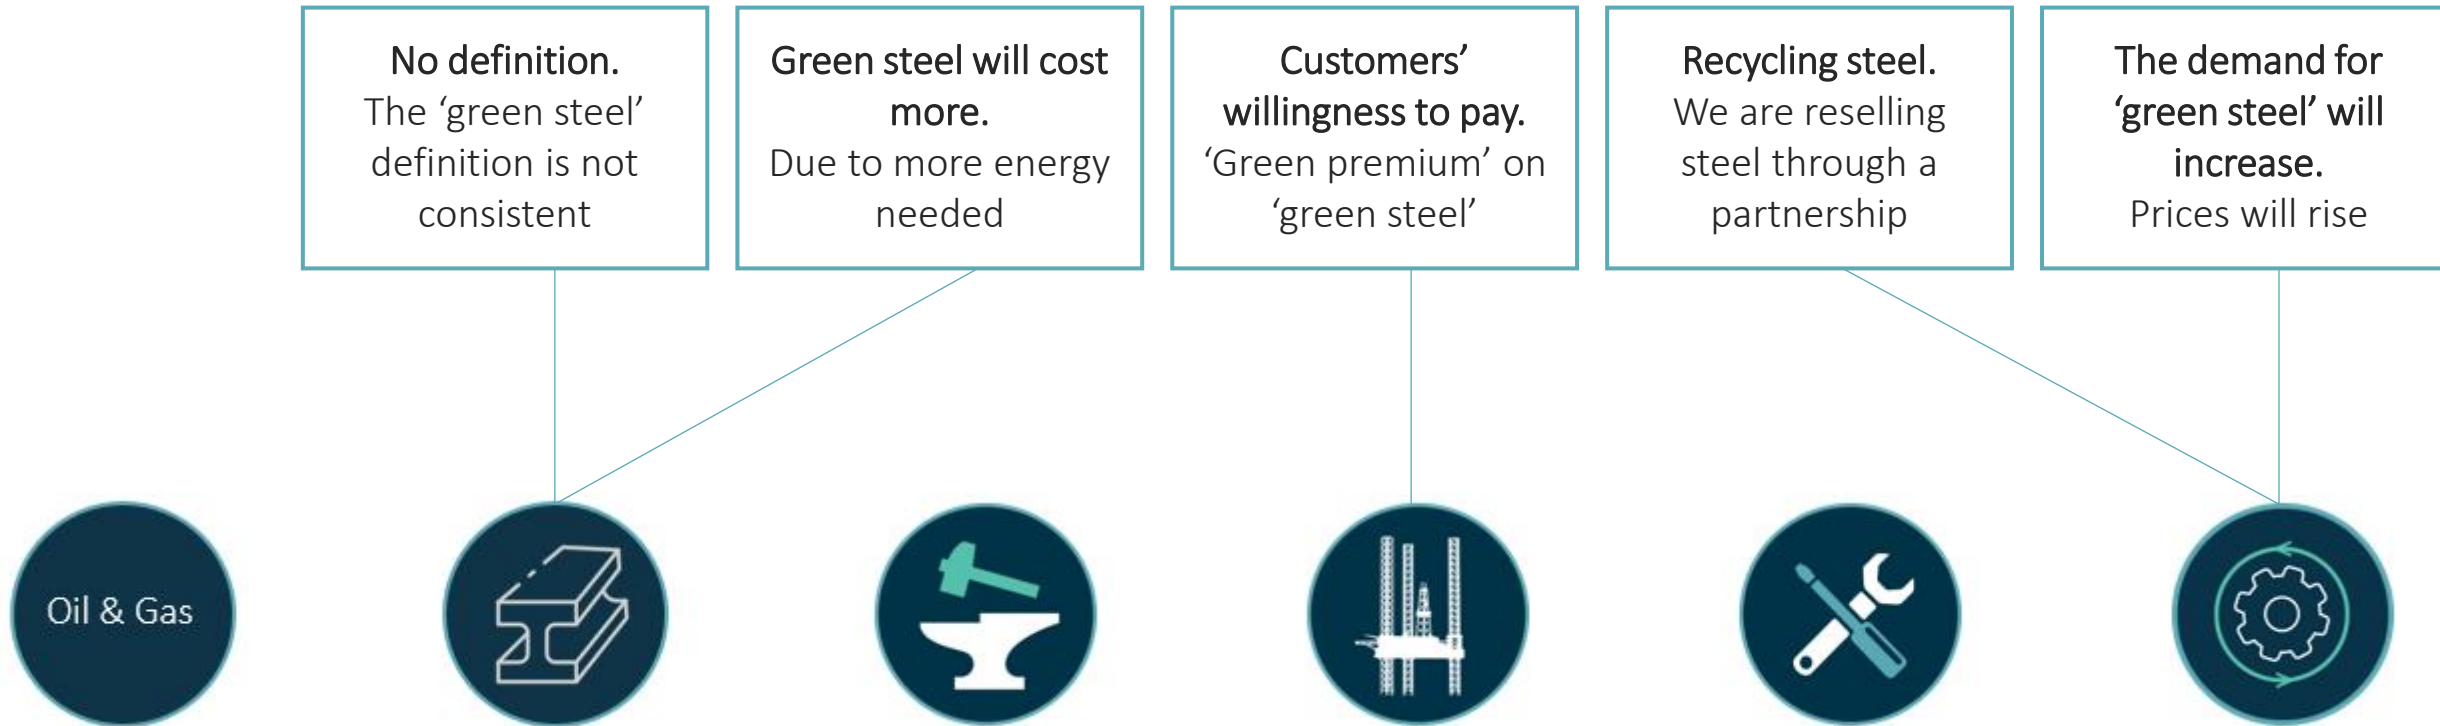 No definition.
The ‘green steel’
definition is not
consistent
Green steel will cost
more.
Due to more energy
needed
Customers’
willingness to pay.
‘Green premium’ on
‘green steel’
Recycling steel.
We are reselling
steel through a
partnership
The demand for
‘green steel’ will
increase.
Prices will rise
Oil & Gas